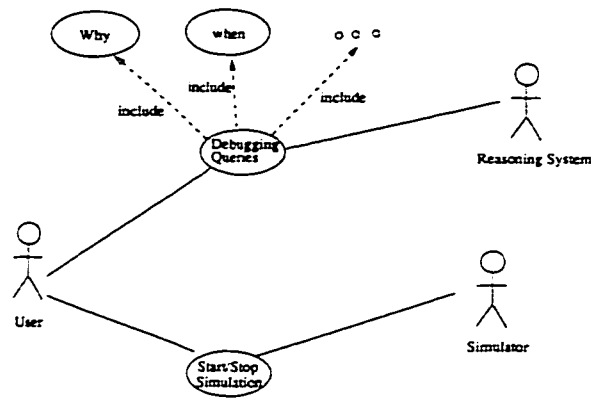 Why
when
include
include
include
Debugging
Queries
Reasoning System
User
Simulator
Start/Stop
Simulation